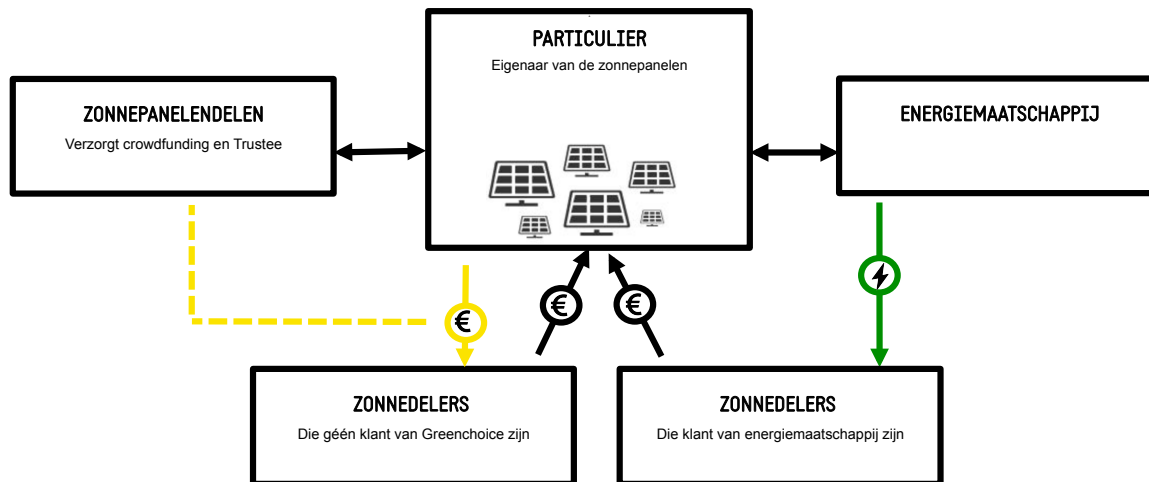 PARTICULIER
Eigenaar van de zonnepanelen
ZONNEPANELENDELEN
Verzorgt crowdfunding en Trustee
ENERGIEMAATSCHAPPIJ
€
€
€
ZONNEDELERS
Die géén klant van Greenchoice zijn
ZONNEDELERS
Die klant van energiemaatschappij zijn